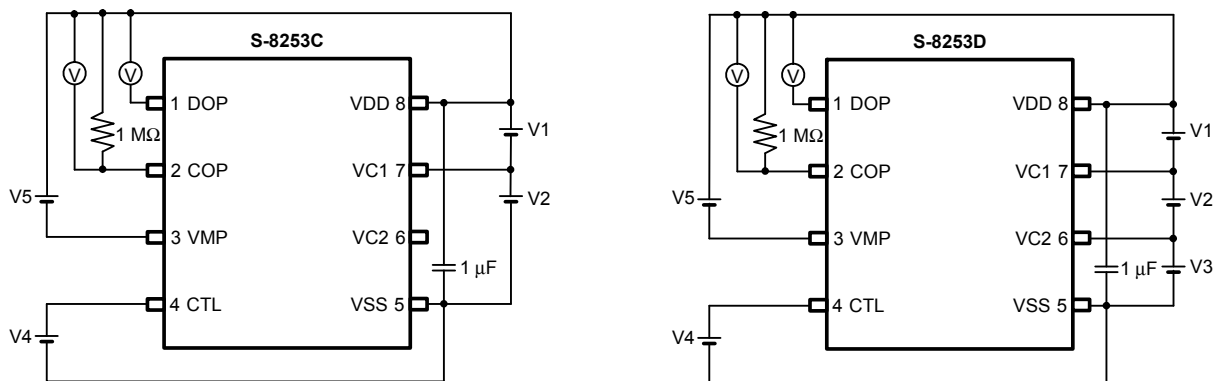 S-8253C
V
V
1 DOP
VDD 8
1 MΩ
V1
2 COP
VC1 7
V5
V2
3 VMP
VC2 6
1 μF
4 CTL
VSS 5
V4
S-8253D
V
V
1 DOP
VDD 8
V1
1 MΩ
2 COP
VC1 7
V5
V2
3 VMP
VC2 6
1 μF
V3
4 CTL
VSS 5
V4